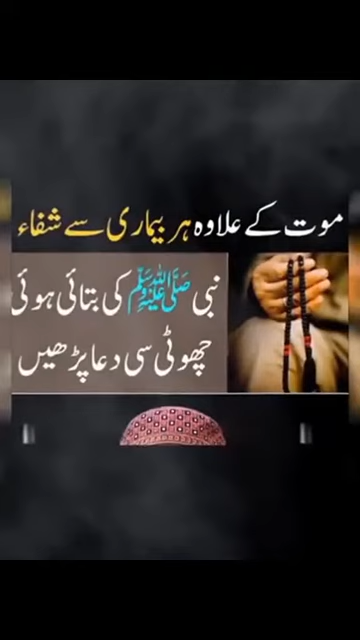 موت کے علاوہ ہر بیماری سے شفاء
نبی ﷺ کی بتائی ہوئی
چھوٹی سی دعا پڑھیں